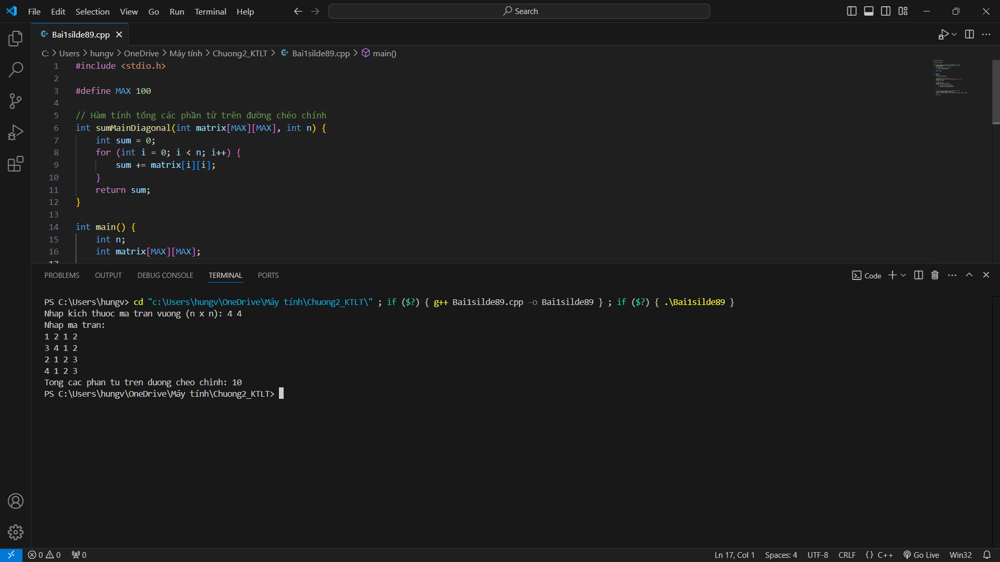 File Edit Selection View Go Run Terminal Help Search
Bai1silde89.cpp
C: > Users > hungv > OneDrive > Máy tính > Chuong2_KTLT > Bai1silde89.cpp > main()
1 #include <stdio.h>
2
3 #define MAX 100
4
5 // Hàm tính tổng các phần tử trên đường chéo chính
6 int sumMainDiagonal(int matrix[MAX][MAX], int n) {
7 int sum = 0;
8 for (int i = 0; i < n; i++) {
9 sum += matrix[i][i];
10 }
11 return sum;
12 }
13
14 int main() {
15 int n;
16 int matrix[MAX][MAX];
17
PROBLEMS OUTPUT DEBUG CONSOLE TERMINAL PORTS Code
PS C:\Users\hungv> cd "c:\Users\hungv\OneDrive\Máy tính\Chuong2_KTLT\" ; if ($?) { g++ Bai1silde89.cpp -o Bai1silde89 } ; if ($?) { .\Bai1silde89 }
Nhap kich thuoc ma tran vuong (n x n): 4 4
Nhap ma tran:
1 2 1 2
3 4 1 2
2 1 2 3
4 1 2 3
Tong cac phan tu tren duong cheo chinh: 10
PS C:\Users\hungv\OneDrive\Máy tính\Chuong2_KTLT>
0 0 0 Ln 17, Col 1 Spaces: 4 UTF-8 CRLF {} C++ Go Live Win32